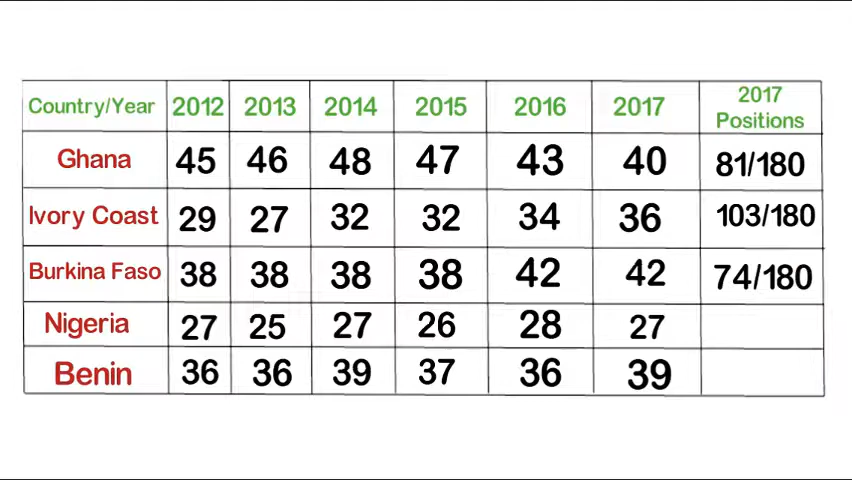 Country/Year 2012 2013 2014 2015 2016 2017 2017 Positions
Ghana 45 46 48 47 43 40 81/180
Ivory Coast 29 27 32 32 34 36 103/180
Burkina Faso 38 38 38 38 42 42 74/180
Nigeria 27 25 27 26 28 27
Benin 36 36 39 37 36 39